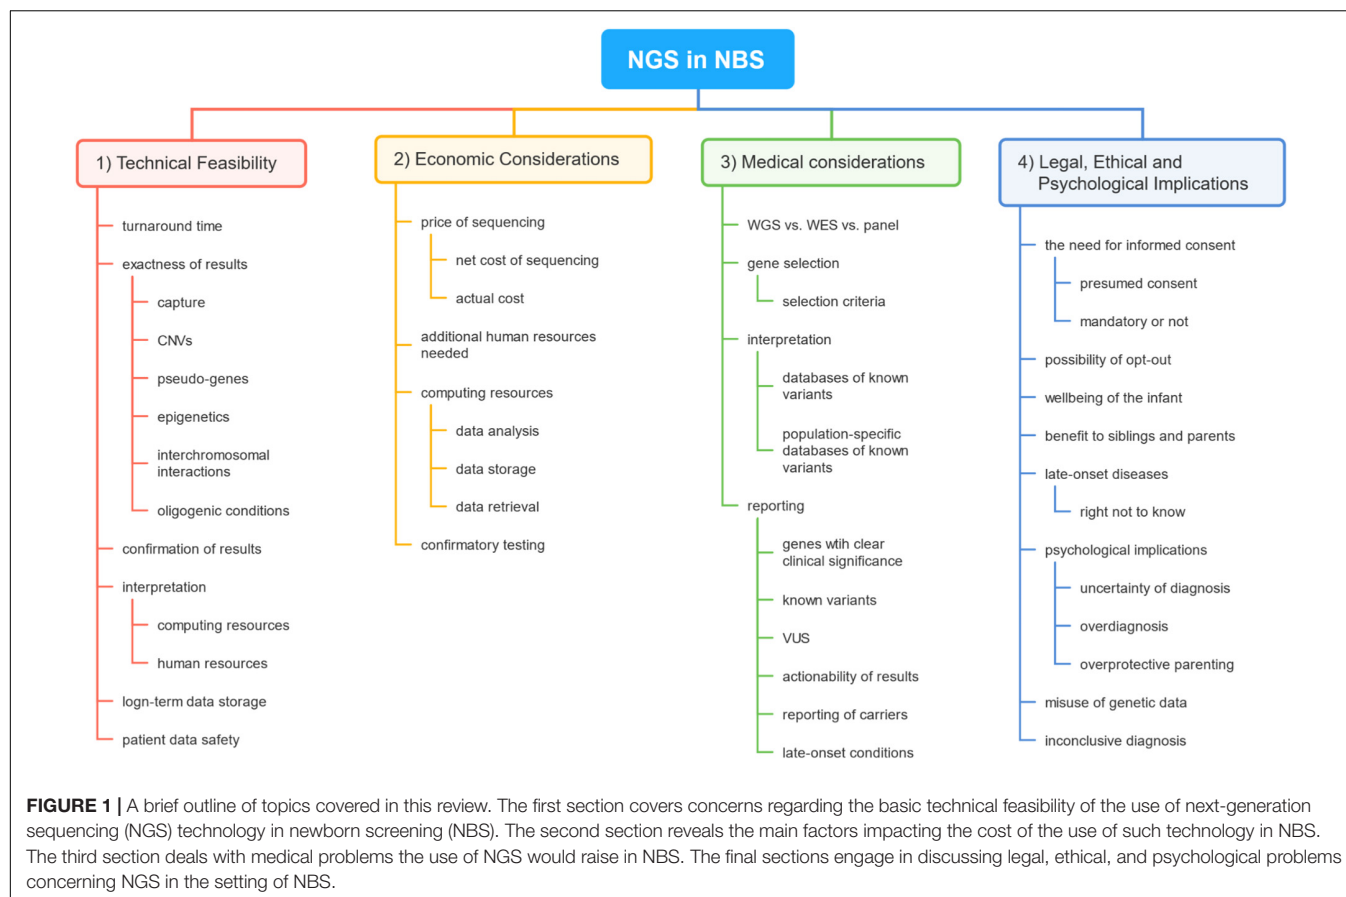 NGS in NBS
1) Technical Feasibility
turnaround time
exactness of results
capture
CNVs
pseudo-genes
epigenetics
interchromosomal
interactions
oligogenic conditions
confirmation of results
interpretation
computing resources
human resources
logn-term data storage
patient data safety
2) Economic Considerations
price of sequencing
net cost of sequencing
actual cost
additional human resources
needed
computing resources
data analysis
data storage
data retrieval
confirmatory testing
3) Medical considerations
WGS vs. WES vs. panel
gene selection
selection criteria
interpretation
databases of known
variants
population-specific
databases of known
variants
reporting
genes wtih clear
clinical significance
known variants
VUS
actionability of results
reporting of carriers
late-onset conditions
4) Legal, Ethical and
Psychological Implications
the need for informed consent
presumed consent
mandatory or not
possibility of opt-out
wellbeing of the infant
benefit to siblings and parents
late-onset diseases
right not to know
psychological implications
uncertainty of diagnosis
overdiagnosis
overprotective parenting
misuse of genetic data
inconclusive diagnosis
FIGURE 1 | A brief outline of topics covered in this review. The first section covers concerns regarding the basic technical feasibility of the use of next-generation
sequencing (NGS) technology in newborn screening (NBS). The second section reveals the main factors impacting the cost of the use of such technology in NBS.
The third section deals with medical problems the use of NGS would raise in NBS. The final sections engage in discussing legal, ethical, and psychological problems
concerning NGS in the setting of NBS.